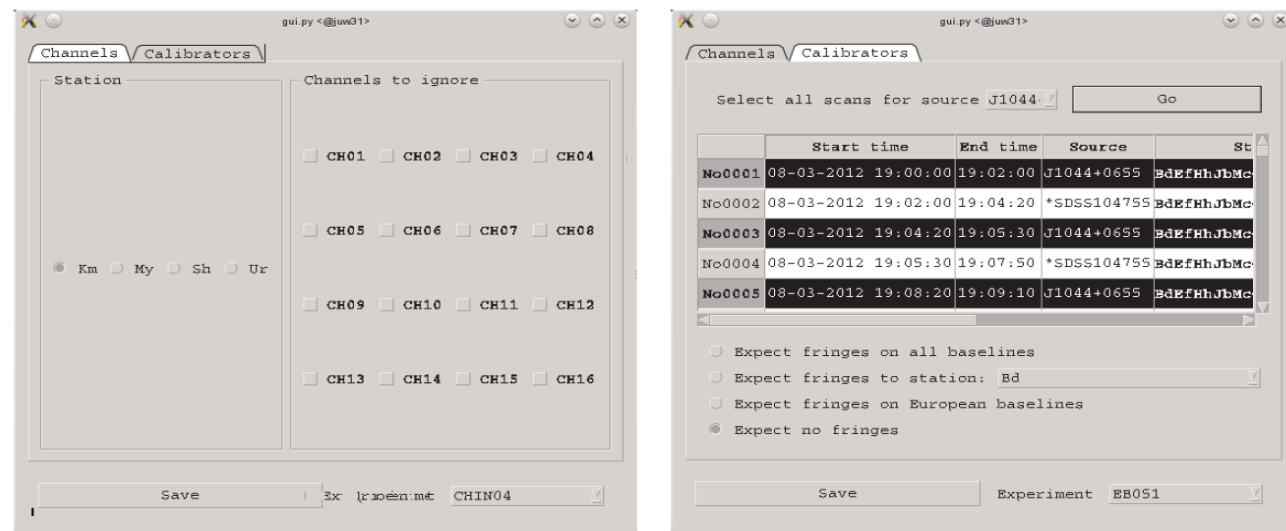 gui.py <@juw31>
Channels Calibrators
Station
Channels to ignore
CH01 CH02 CH03 CH04
CH05 CH06 CH07 CH08
Km My Sh Ur
CH09 CH10 CH11 CH12
CH13 CH14 CH15 CH16
Save
CHIN04
gui.py <@juw31>
Channels Calibrators
Select all scans for source J1044- Go
Start time End time Source St
No0001 08-03-2012 19:00:00 19:02:00 J1044+0655 BdEfHhJbMc
No0002 08-03-2012 19:02:00 19:04:20 *SDSS104755 BdEfHhJbMc
No0003 08-03-2012 19:04:20 19:05:30 J1044+0655 BdEfHhJbMc
No0004 08-03-2012 19:05:30 19:07:50 *SDSS104755 BdEfHhJbMc
No0005 08-03-2012 19:08:20 19:09:10 J1044+0655 BdEfHhJbMc
Expect fringes on all baselines
Expect fringes to station: Bd
Expect fringes on European baselines
Expect no fringes
Save Experiment EB051